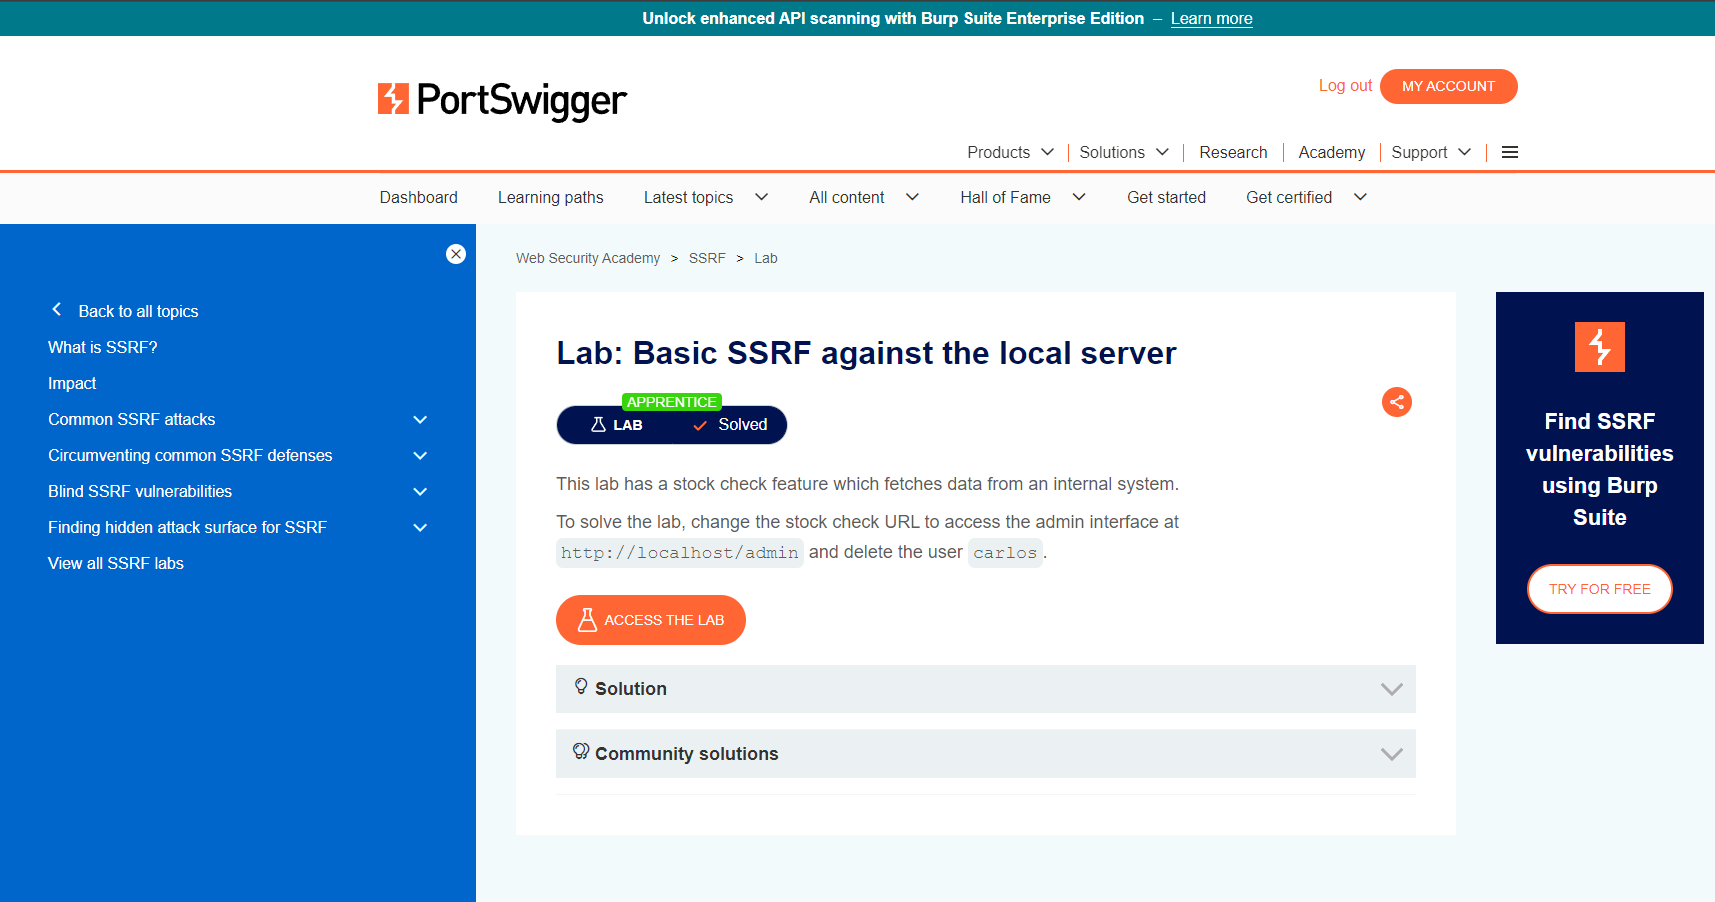 Unlock enhanced API scanning with Burp Suite Enterprise Edition – Learn more
PortSwigger
Log out MY ACCOUNT
Products Solutions Research Academy Support
Dashboard Learning paths Latest topics All content Hall of Fame Get started Get certified
Back to all topics
What is SSRF?
Impact
Common SSRF attacks
Circumventing common SSRF defenses
Blind SSRF vulnerabilities
Finding hidden attack surface for SSRF
View all SSRF labs
Web Security Academy > SSRF > Lab
Lab: Basic SSRF against the local server
APPRENTICE
LAB Solved
This lab has a stock check feature which fetches data from an internal system.
To solve the lab, change the stock check URL to access the admin interface at
http://localhost/admin and delete the user carlos.
ACCESS THE LAB
Solution
Community solutions
Find SSRF
vulnerabilities
using Burp
Suite
TRY FOR FREE